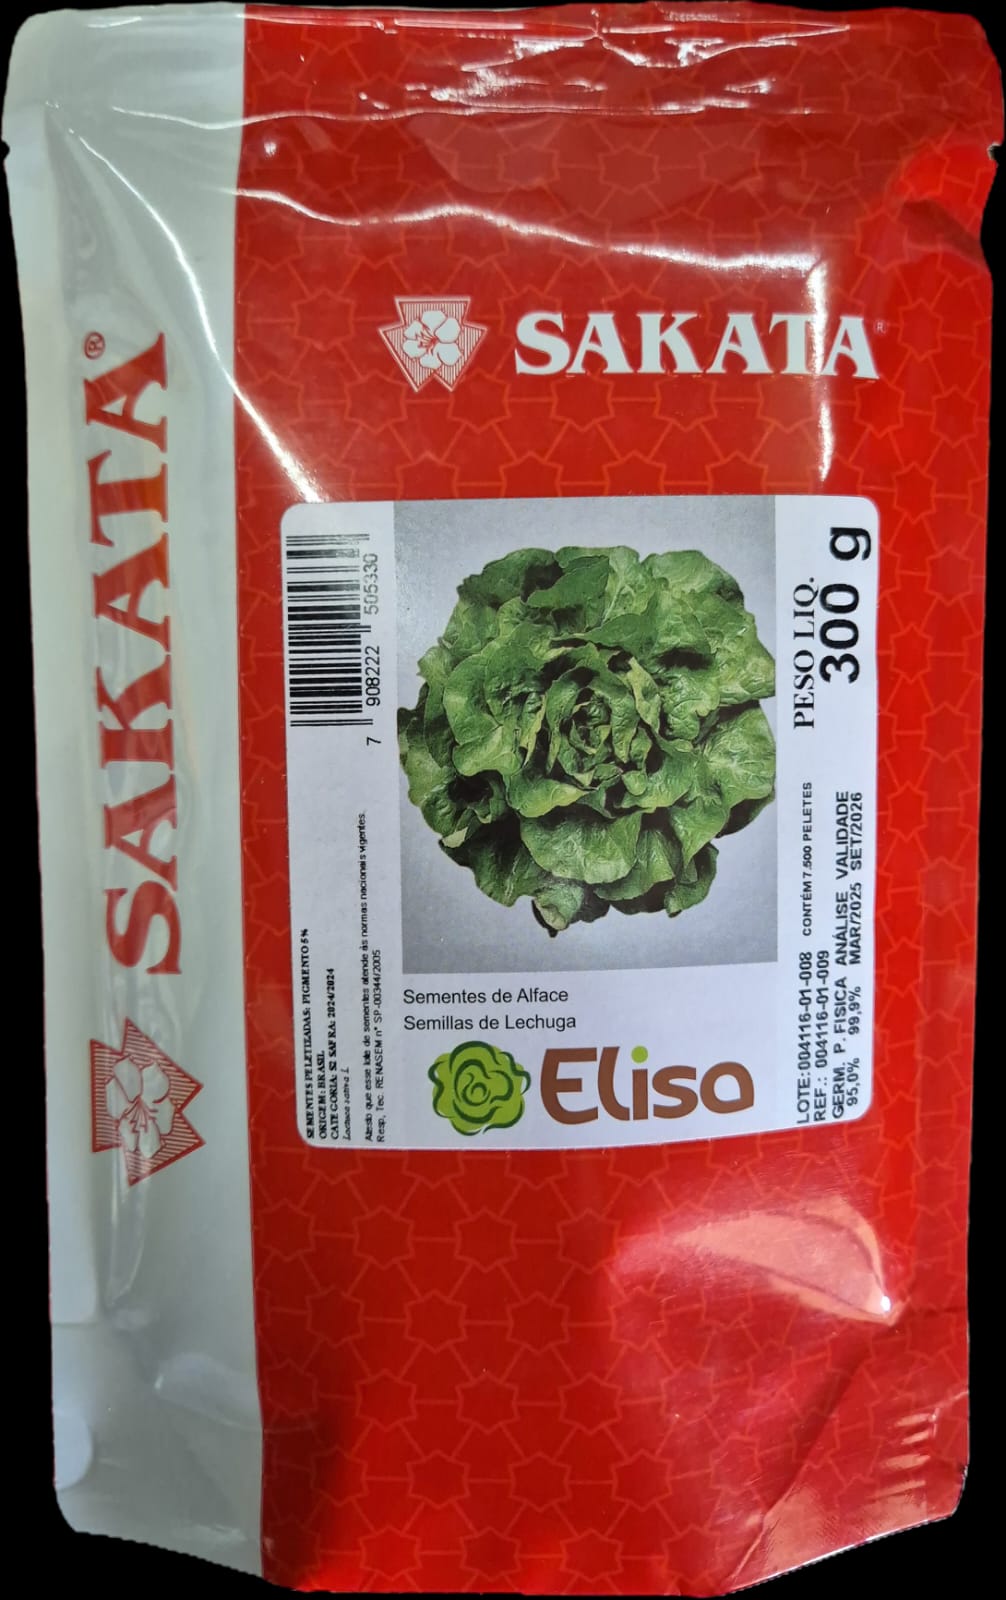 SAKATA®
SAKATA®
7 908222 505330
SEMENTES PELETIZADAS: PIGMENTO 5%
ORIGEM: BRASIL
CATEGORIA: S2 SAFRA: 2024/2024
Lactuca sativa L
Atesto que esse lote de sementes atende ás normas nacionais vigentes.
Resp. Tec. RENASEM n° SP-00344/2005
Sementes de Alface
Semillas de Lechuga
Elisa
PESO LIQ.
300 g
LOTE: 004116-01-008 CONTÉM 7.500 PELETES
REF.: 004116-01-009
GERM. P. FISICA ANÁLISE VALIDADE
95,0% 99,9% MAR/2025 SET/2026